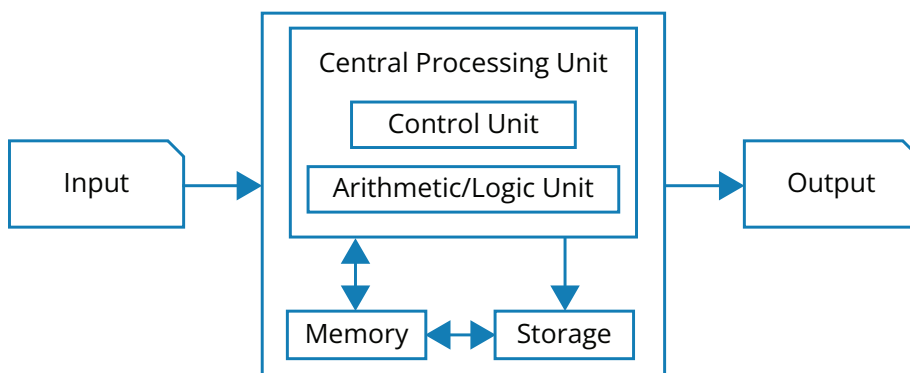 Central Processing Unit
Control Unit
Arithmetic/Logic Unit
Input
Output
Memory
Storage